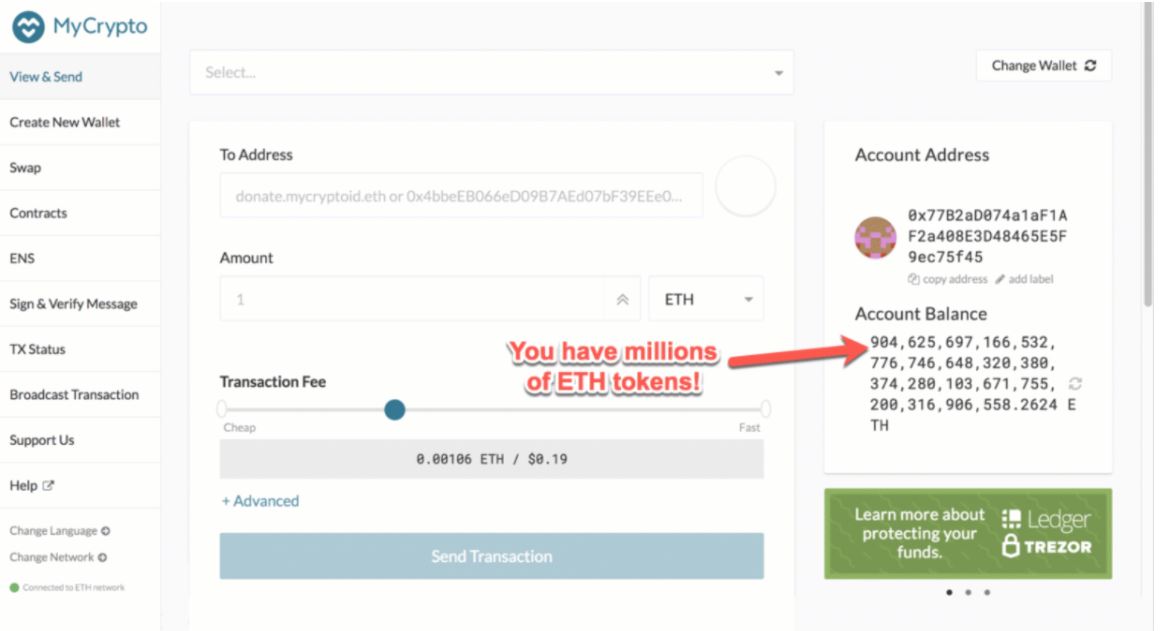 MyCrypto
View & Send
Create New Wallet
Swap
Contracts
ENS
Sign & Verify Message
TX Status
Broadcast Transaction
Support Us
Help
Change Language
Change Network
Connected to ETH network
Select...
Change Wallet
To Address
donate.mycryptoid.eth or 0x4bbeEB066eD09B7AEd07bF39EEe0...
Amount
1
ETH
You have millions
of ETH tokens!
Transaction Fee
Cheap
Fast
0.00106 ETH / $0.19
+ Advanced
Send Transaction
Account Address
0x77B2aD074a1aF1A
F2a408E3D48465E5F
9ec75f45
copy address
add label
Account Balance
904,625,697,166,532,
776,746,648,320,380,
374,280,103,671,755,
200,316,906,558.2624 E
TH
Learn more about
protecting your
funds.
Ledger
TREZOR